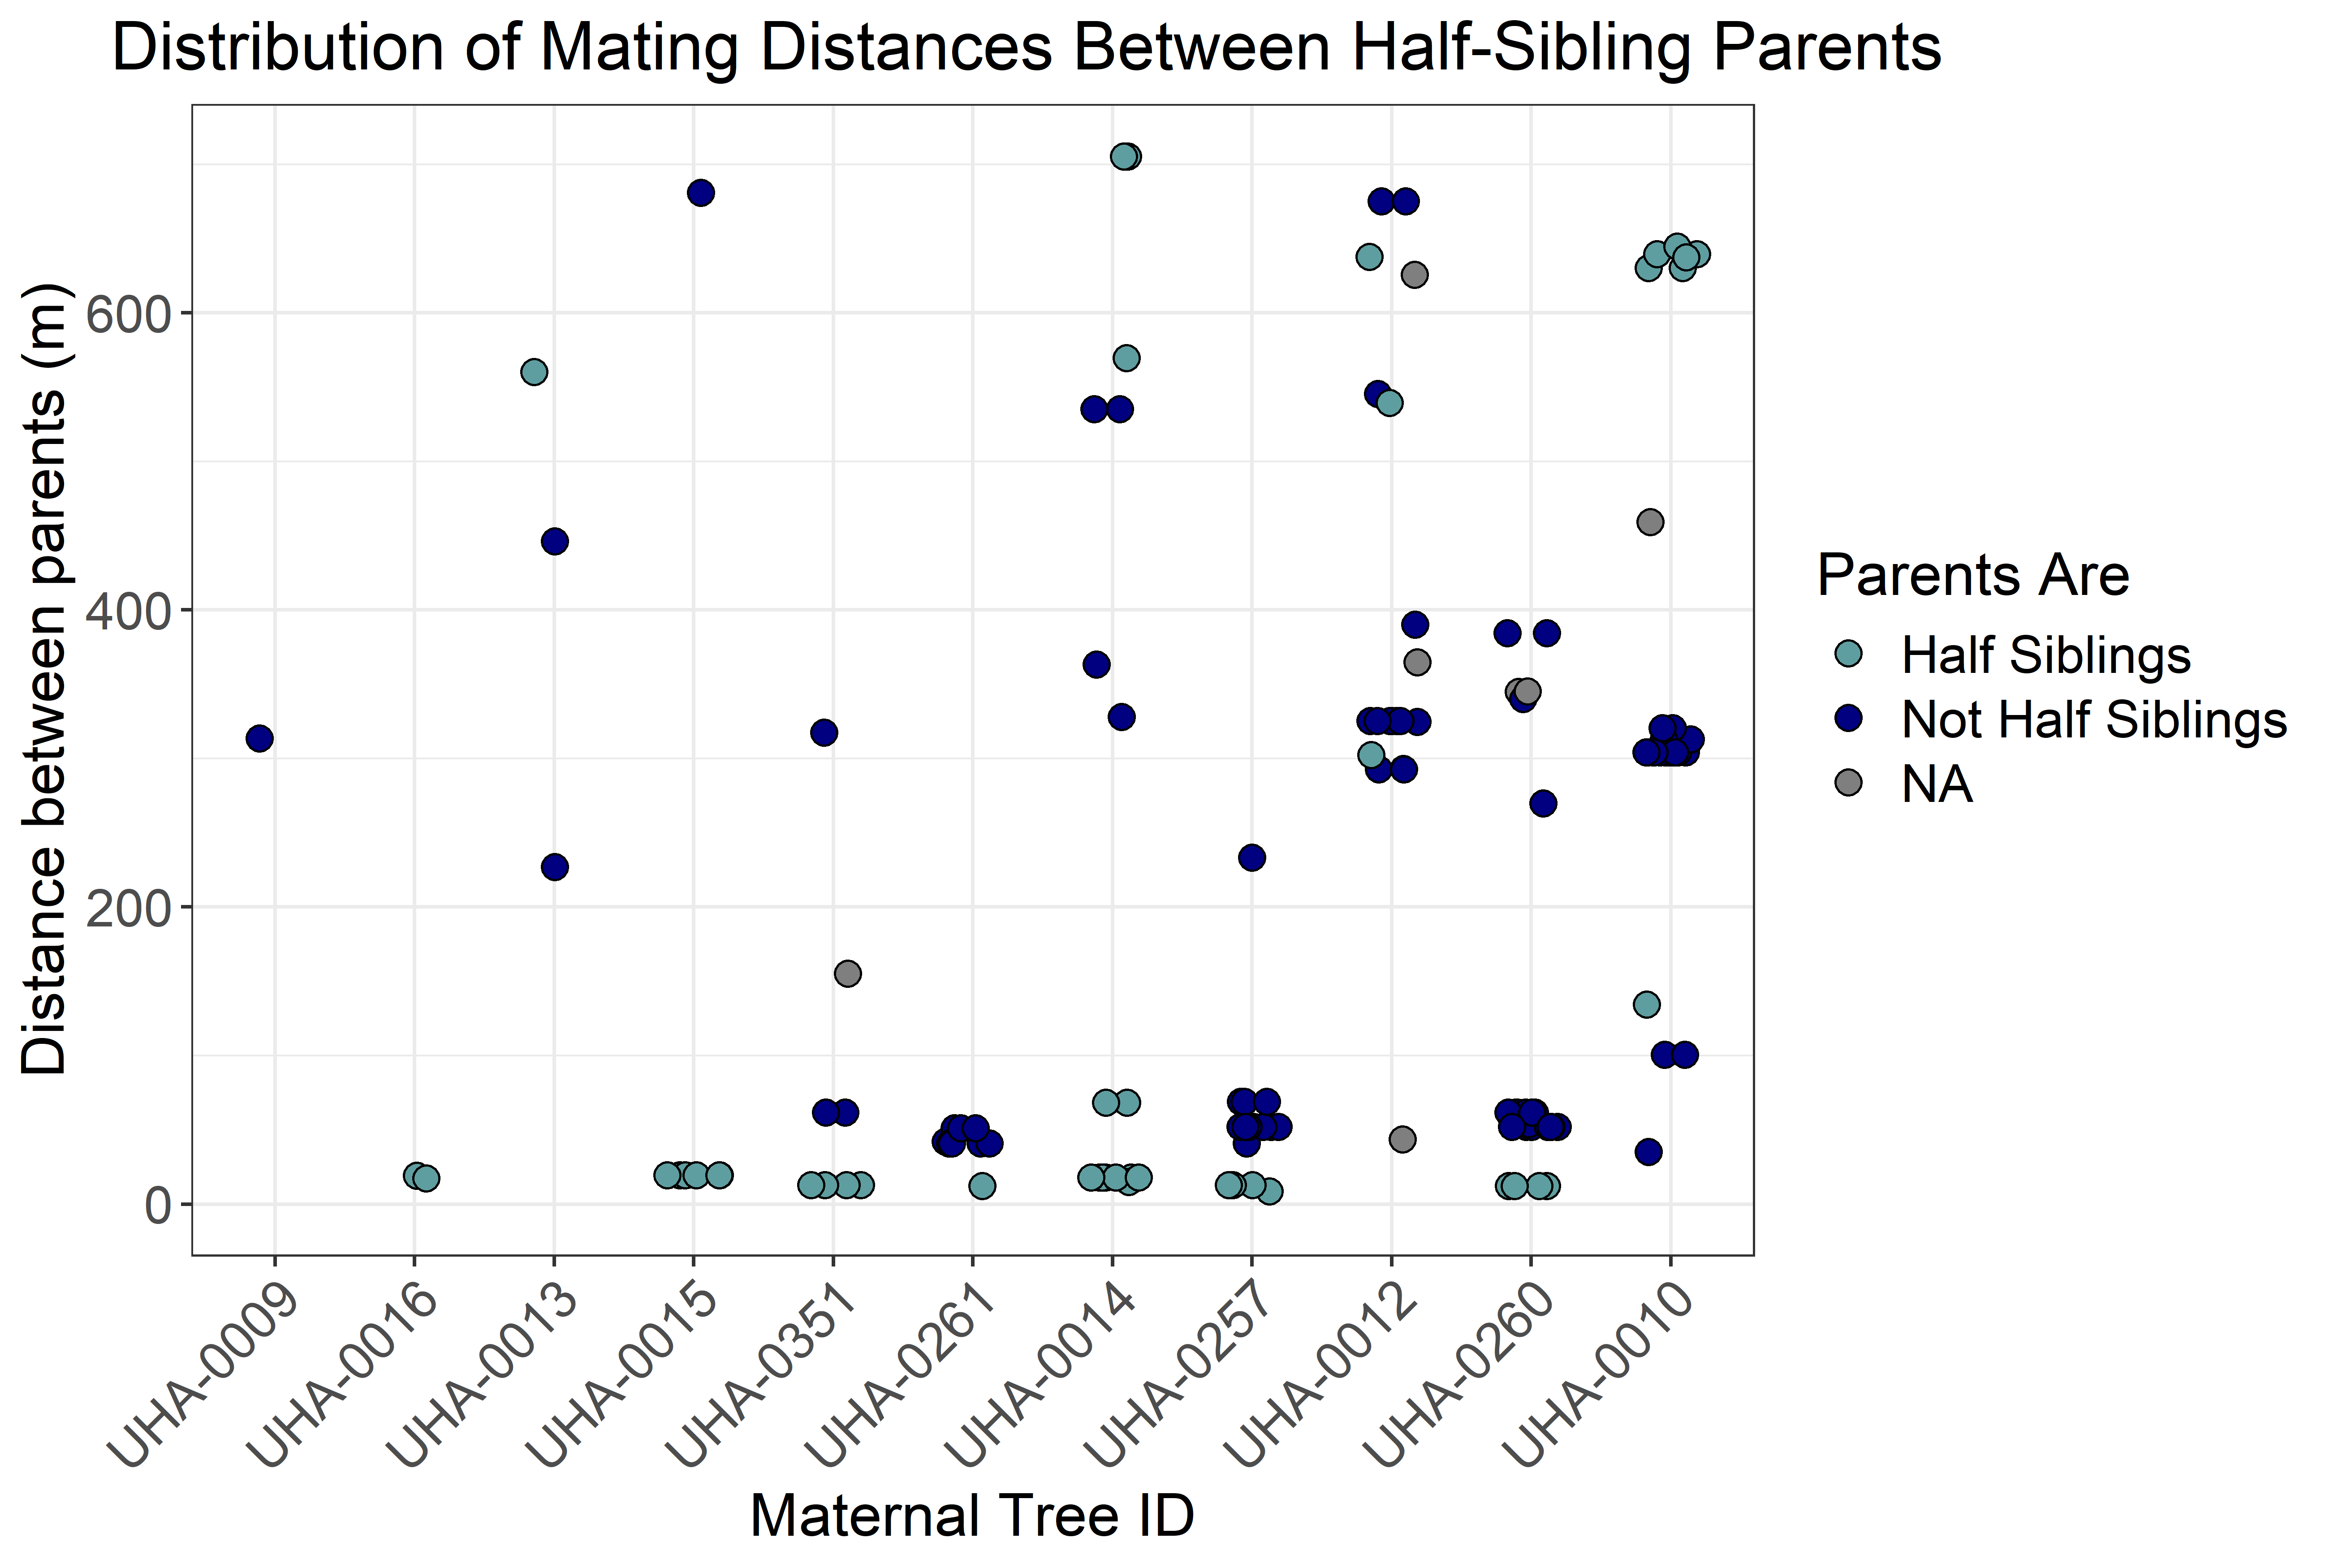 Distribution of Mating Distances Between Half-Sibling Parents
Distance between parents (m)
600
400
200
0
UHA-0009
UHA-0016
UHA-0013
UHA-0015
UHA-0351
UHA-0261
UHA-0014
UHA-0257
UHA-0012
UHA-0260
UHA-0010
Maternal Tree ID
Parents Are
Half Siblings
Not Half Siblings
NA